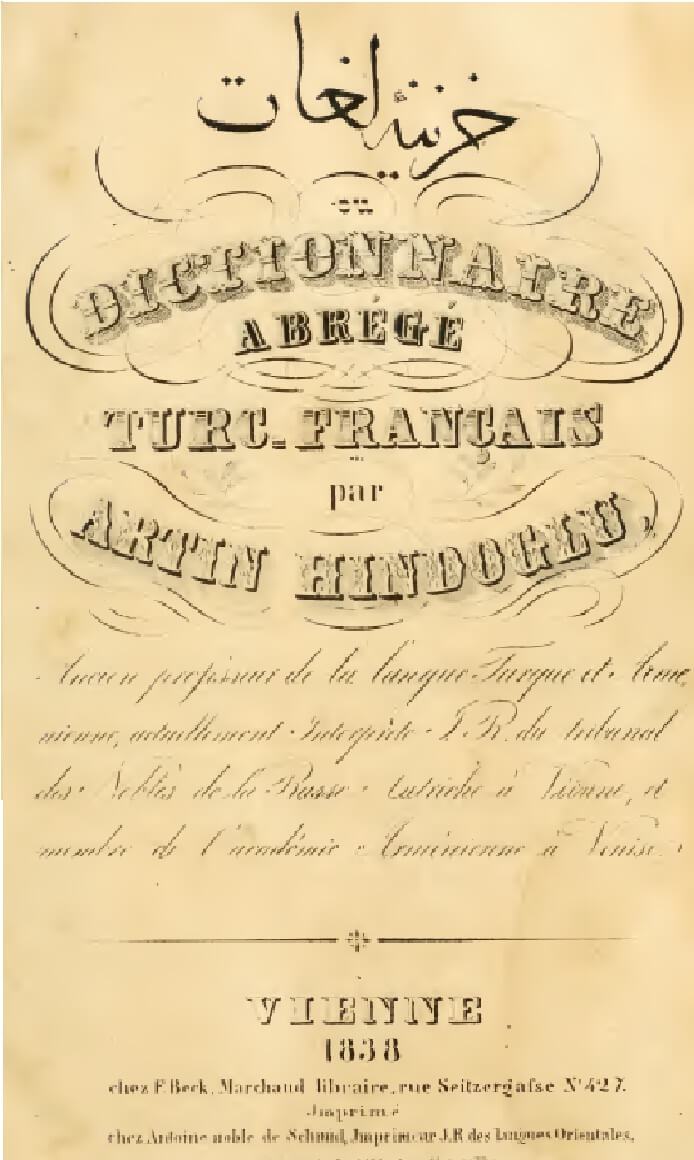 خزینهٔ لغات
ou
DICTIONNAIRE
ABRÉGÉ
TURC-FRANÇAIS
par
ARTIN HINDOGLU,
Ancien professeur de la langue Turque et Armé-
nienne, actuellement Interprète I. R. du tribunal
des Nobles de la Basse Autriche à Vienne, et
membre de l'académie Arménienne à Venise.
VIENNE
1838
chez F. Beck, Marchand libraire, rue Seitzergasse N° 427.
Imprimé
chez Antoine noble de Schmid, Imprimeur J.R. des langues Orientales,